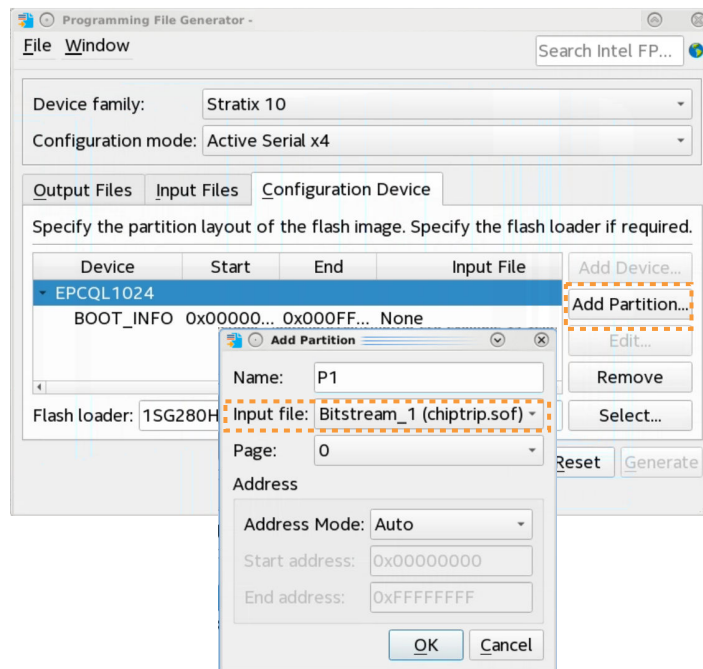 Programming File Generator -
File Window
Search Intel FP...
Device family: Stratix 10
Configuration mode: Active Serial x4
Output Files Input Files Configuration Device
Specify the partition layout of the flash image. Specify the flash loader if required.
Device Start End Input File Add Device...
EPCQL1024
Add Partition...
BOOT_INFO 0x00000... 0x000FF... None
Edit...
Remove
Flash loader: 1SG280H
Select...
Reset Generate
Add Partition
Name: P1
Input file: Bitstream_1 (chiptrip.sof)
Page: 0
Address
Address Mode: Auto
Start address: 0x00000000
End address: 0xFFFFFFFF
OK Cancel